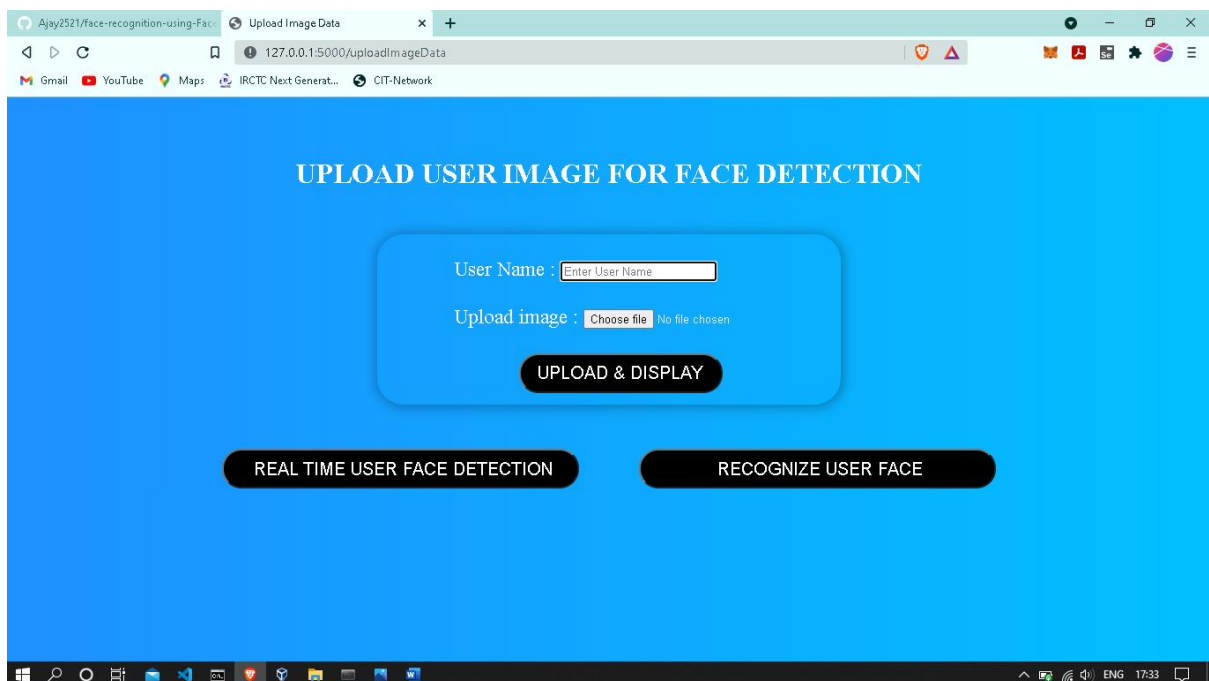 Ajay2521/face-recognition-using-Face
Upload Image Data
127.0.0.1:5000/uploadImageData
Gmail YouTube Maps IRCTC Next Generat... CIT-Network
UPLOAD USER IMAGE FOR FACE DETECTION
User Name : Enter User Name
Upload image : Choose file No file chosen
UPLOAD & DISPLAY
REAL TIME USER FACE DETECTION
RECOGNIZE USER FACE
ENG 17:33